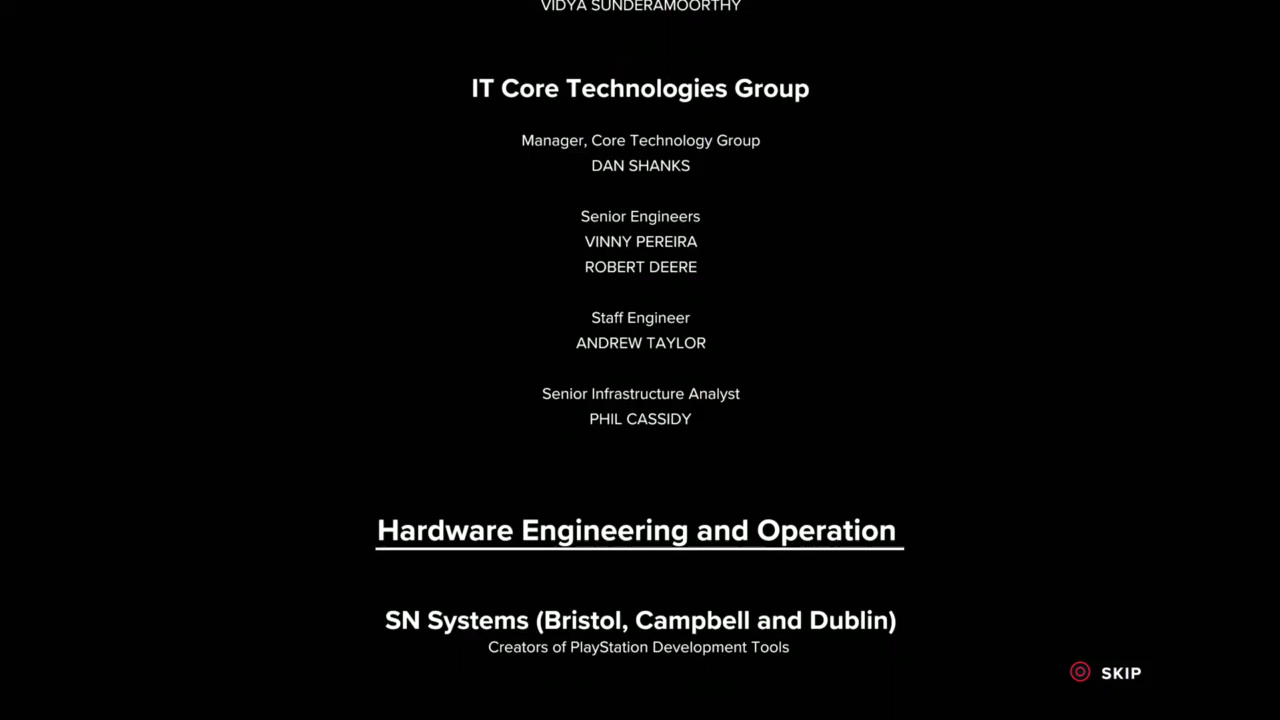 VIDYA SUNDERAMOORTHY
IT Core Technologies Group
Manager, Core Technology Group
DAN SHANKS
Senior Engineers
VINNY PEREIRA
ROBERT DEERE
Staff Engineer
ANDREW TAYLOR
Senior Infrastructure Analyst
PHIL CASSIDY
Hardware Engineering and Operation
SN Systems (Bristol, Campbell and Dublin)
Creators of PlayStation Development Tools
SKIP